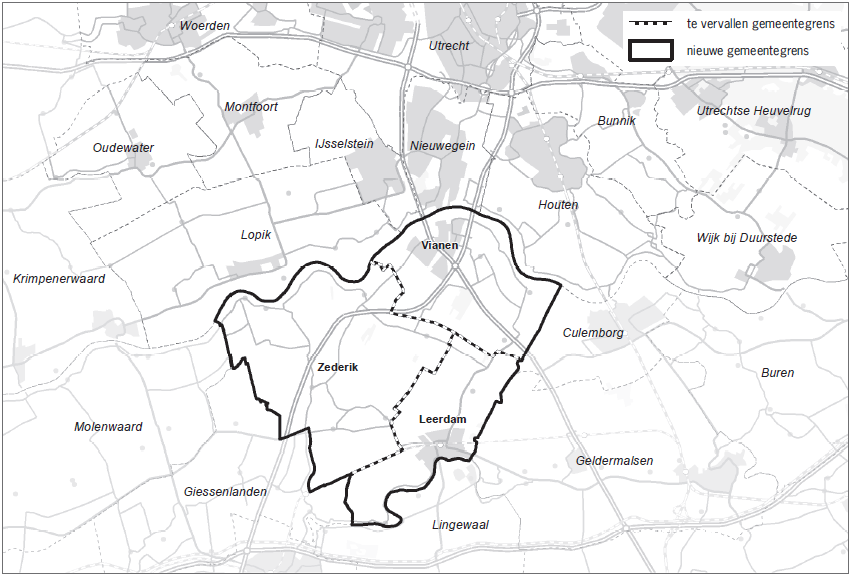 te vervallen gemeentegrens
nieuwe gemeentegrens
Woerden
Utrecht
Montfoort
Bunnik
Utrechtse Heuvelrug
Oudewater
IJsselstein
Nieuwegein
Houten
Lopik
Vianen
Wijk bij Duurstede
Krimpenerwaard
Culemborg
Zederik
Buren
Leerdam
Molenwaard
Geldermalsen
Giessenlanden
Lingewaal